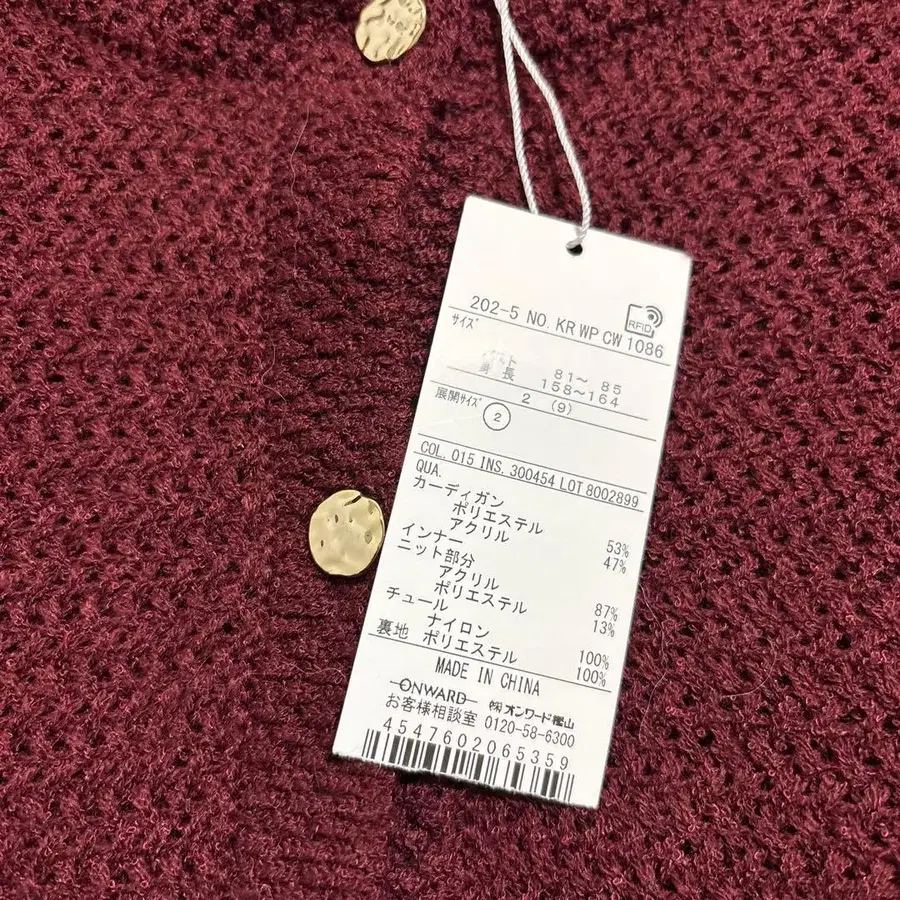 202-5 NO. KR WP CW 1086
RFID
サイズ
81～ 85
身長 158～164
2 (9)
展開サイズ
2
COL. 015 INS. 300454 LOT 8002899
QUA.
カーディガン
ポリエステル 53%
アクリル 47%
インナー
ニット部分
アクリル 87%
ポリエステル 13%
チュール
ナイロン 100%
裏地 ポリエステル 100%
MADE IN CHINA
ONWARD ㈱オンワード樫山
お客様相談室 0120-58-6300
4547602065359